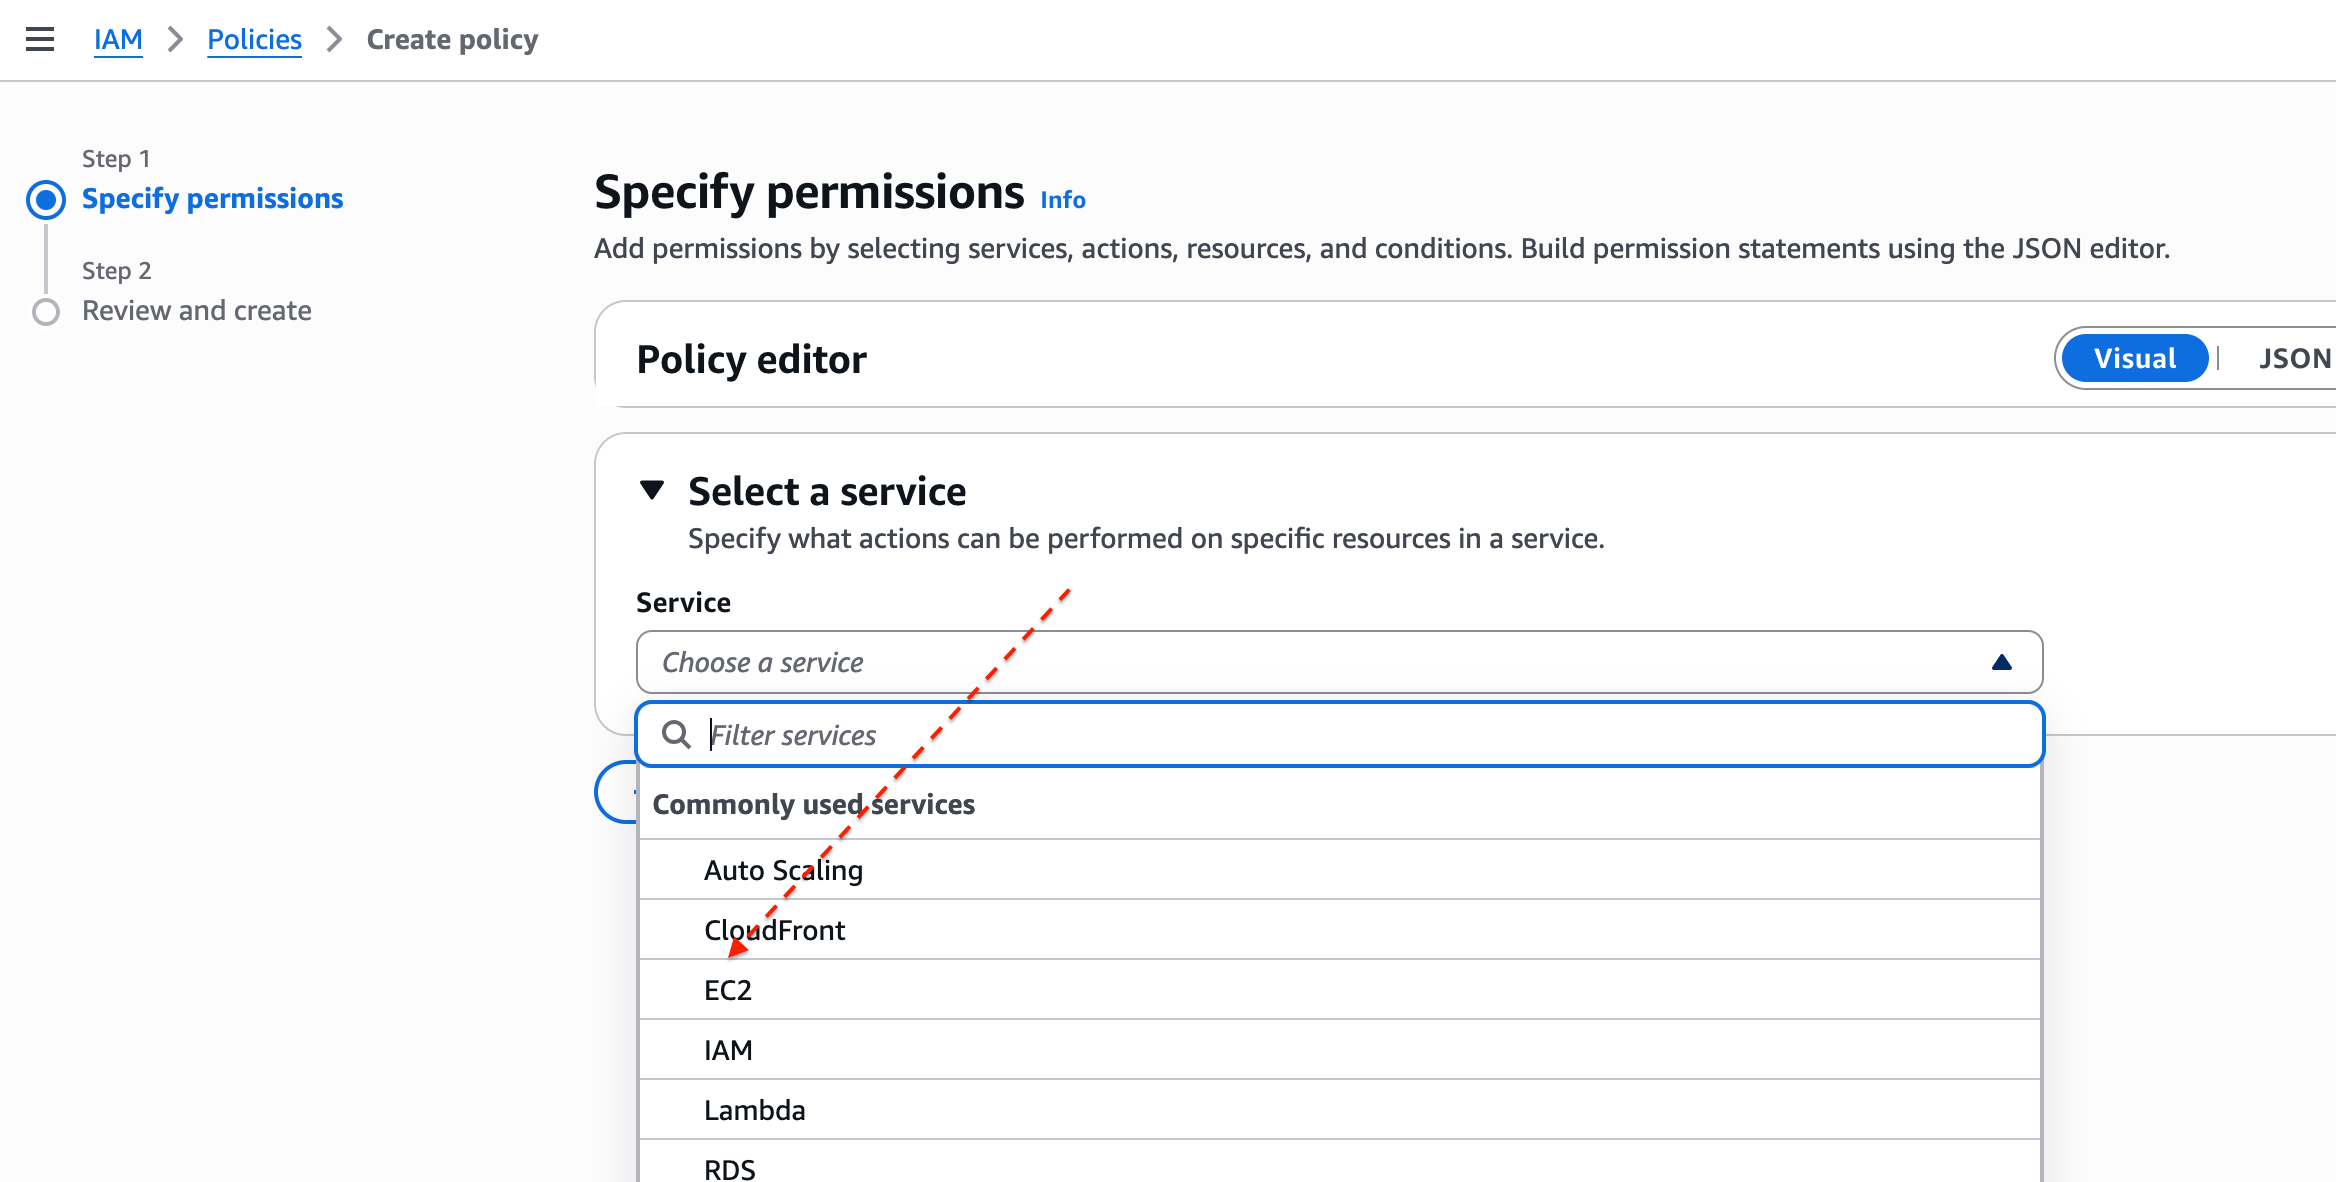 IAM > Policies > Create policy
Step 1
Specify permissions
Step 2
Review and create
Specify permissions Info
Add permissions by selecting services, actions, resources, and conditions. Build permission statements using the JSON editor.
Policy editor
Visual | JSON
Select a service
Specify what actions can be performed on specific resources in a service.
Service
Choose a service
Filter services
Commonly used services
Auto Scaling
CloudFront
EC2
IAM
Lambda
RDS